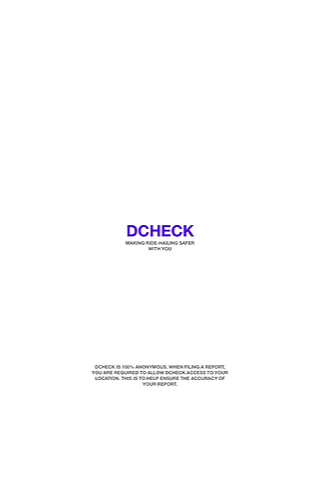 DCHECK
MAKING RIDE-HAILING SAFER
WITH YOU
DCHECK IS 100% ANONYMOUS. WHEN FILING A REPORT,
YOU ARE REQUIRED TO ALLOW DCHECK ACCESS TO YOUR
LOCATION. THIS IS TO HELP ENSURE THE ACCURACY OF
YOUR REPORT.